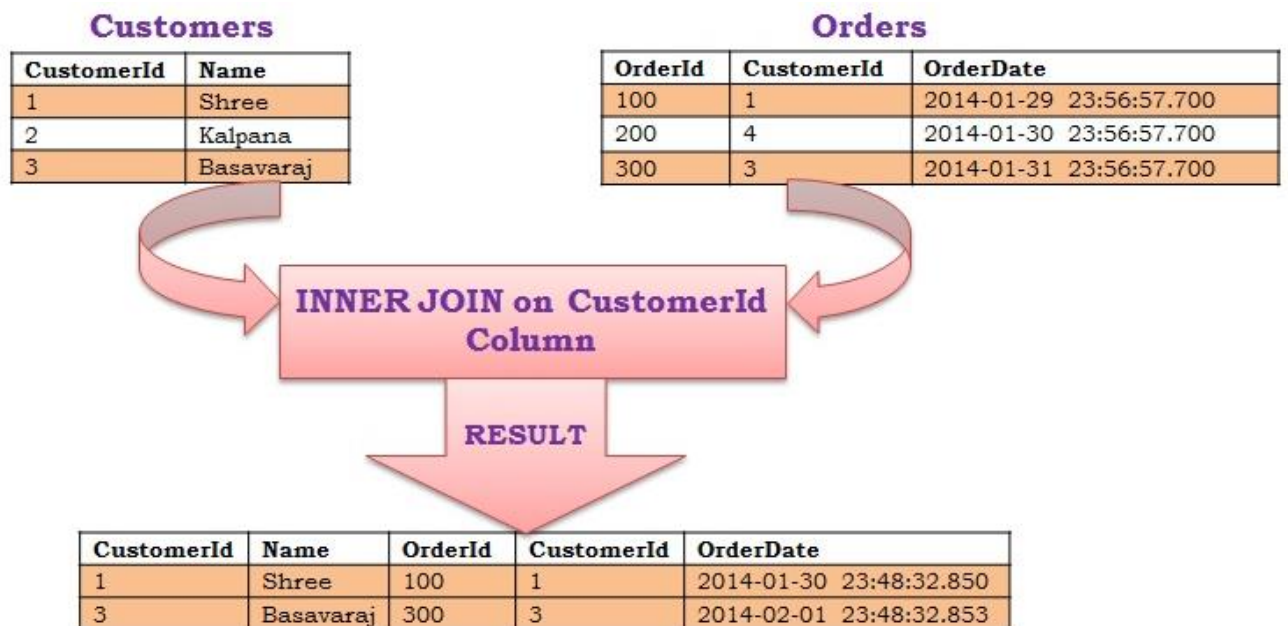 Customers
CustomerId Name
1 Shree
2 Kalpana
3 Basavaraj
Orders
OrderId CustomerId OrderDate
100 1 2014-01-29 23:56:57.700
200 4 2014-01-30 23:56:57.700
300 3 2014-01-31 23:56:57.700
INNER JOIN on CustomerId
Column
RESULT
CustomerId Name OrderId CustomerId OrderDate
1 Shree 100 1 2014-01-30 23:48:32.850
3 Basavaraj 300 3 2014-02-01 23:48:32.853